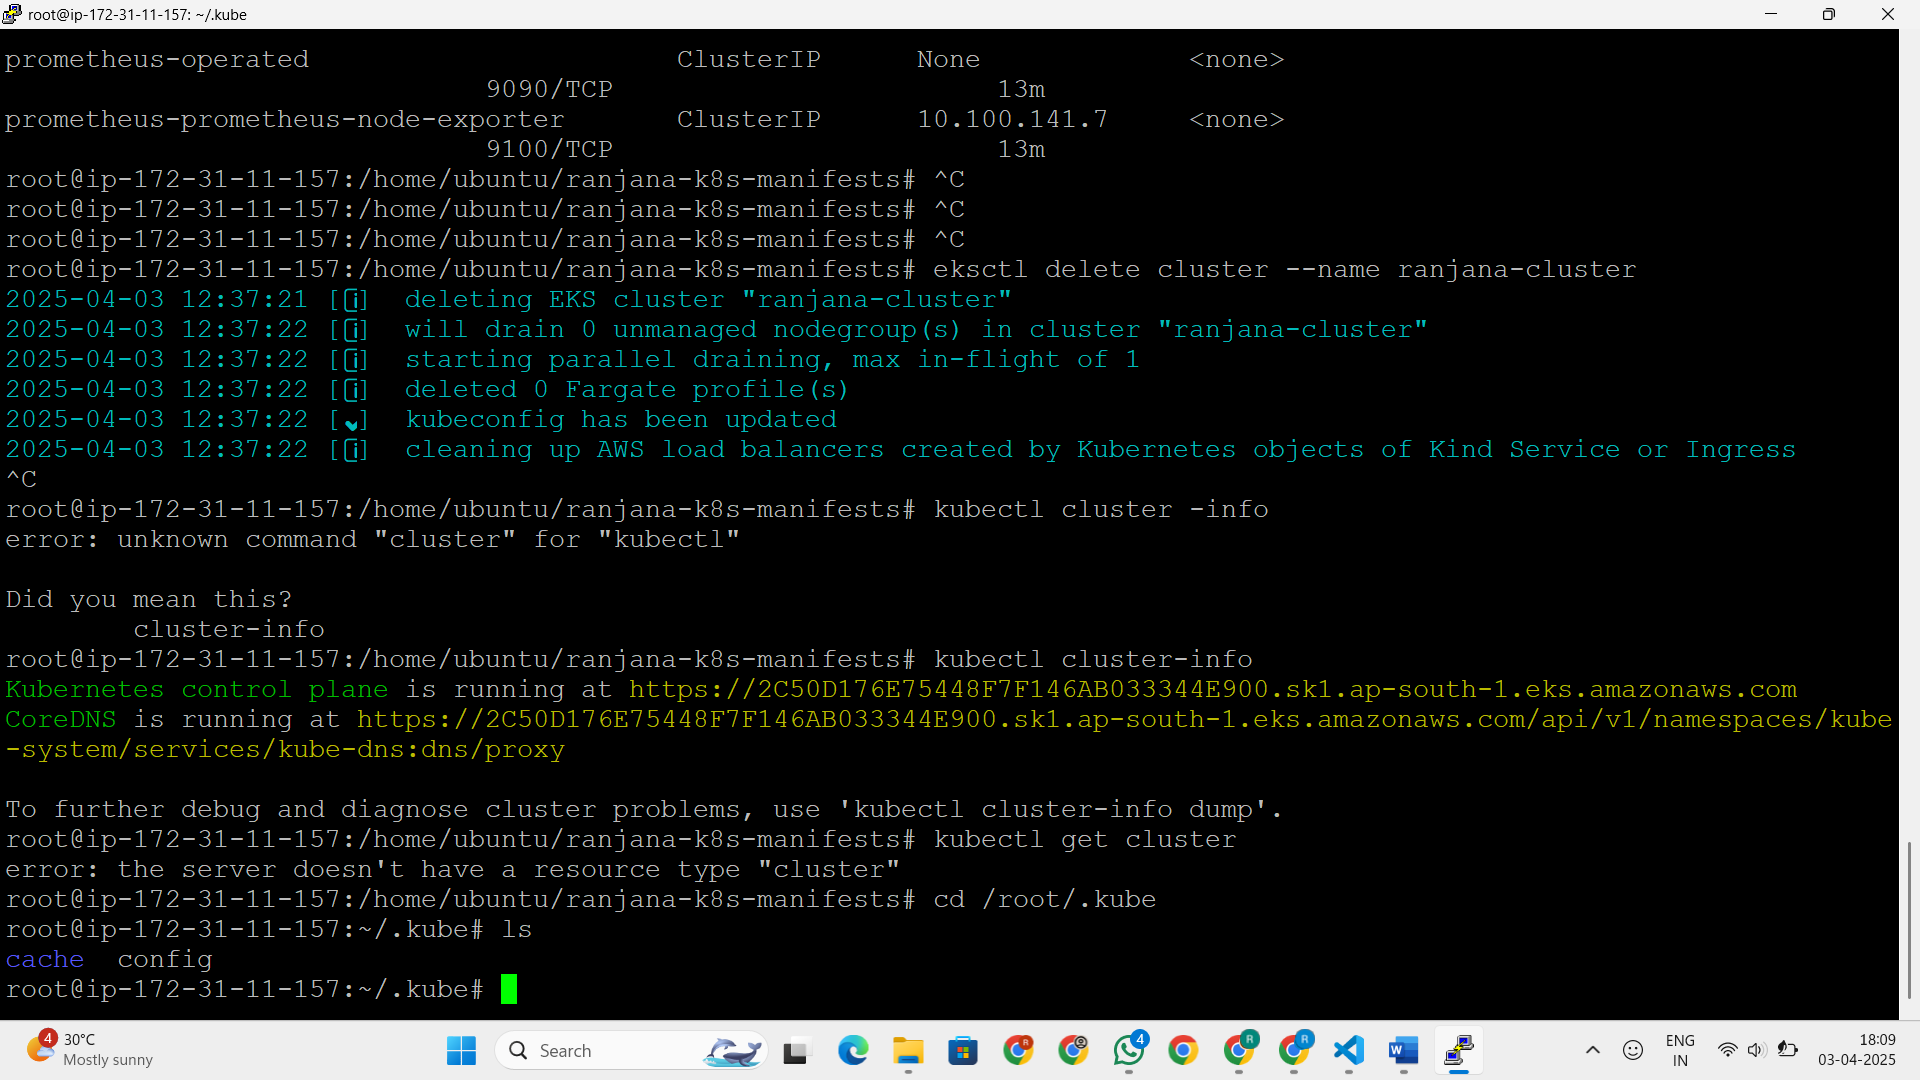 root@ip-172-31-11-157: ~/.kube
prometheus-operated ClusterIP None <none>
9090/TCP 13m
prometheus-prometheus-node-exporter ClusterIP 10.100.141.7 <none>
9100/TCP 13m
root@ip-172-31-11-157:/home/ubuntu/ranjana-k8s-manifests# ^C
root@ip-172-31-11-157:/home/ubuntu/ranjana-k8s-manifests# ^C
root@ip-172-31-11-157:/home/ubuntu/ranjana-k8s-manifests# ^C
root@ip-172-31-11-157:/home/ubuntu/ranjana-k8s-manifests# eksctl delete cluster --name ranjana-cluster
2025-04-03 12:37:21 [ℹ] deleting EKS cluster "ranjana-cluster"
2025-04-03 12:37:22 [ℹ] will drain 0 unmanaged nodegroup(s) in cluster "ranjana-cluster"
2025-04-03 12:37:22 [ℹ] starting parallel draining, max in-flight of 1
2025-04-03 12:37:22 [ℹ] deleted 0 Fargate profile(s)
2025-04-03 12:37:22 [✔] kubeconfig has been updated
2025-04-03 12:37:22 [ℹ] cleaning up AWS load balancers created by Kubernetes objects of Kind Service or Ingress
^C
root@ip-172-31-11-157:/home/ubuntu/ranjana-k8s-manifests# kubectl cluster -info
error: unknown command "cluster" for "kubectl"
Did you mean this?
cluster-info
root@ip-172-31-11-157:/home/ubuntu/ranjana-k8s-manifests# kubectl cluster-info
Kubernetes control plane is running at https://2C50D176E75448F7F146AB033344E900.sk1.ap-south-1.eks.amazonaws.com
CoreDNS is running at https://2C50D176E75448F7F146AB033344E900.sk1.ap-south-1.eks.amazonaws.com/api/v1/namespaces/kube
-system/services/kube-dns:dns/proxy
To further debug and diagnose cluster problems, use 'kubectl cluster-info dump'.
root@ip-172-31-11-157:/home/ubuntu/ranjana-k8s-manifests# kubectl get cluster
error: the server doesn't have a resource type "cluster"
root@ip-172-31-11-157:/home/ubuntu/ranjana-k8s-manifests# cd /root/.kube
root@ip-172-31-11-157:~/.kube# ls
cache config
root@ip-172-31-11-157:~/.kube#
4
30°C
Mostly sunny
Search
R
4
R
R
ENG
IN
18:09
03-04-2025